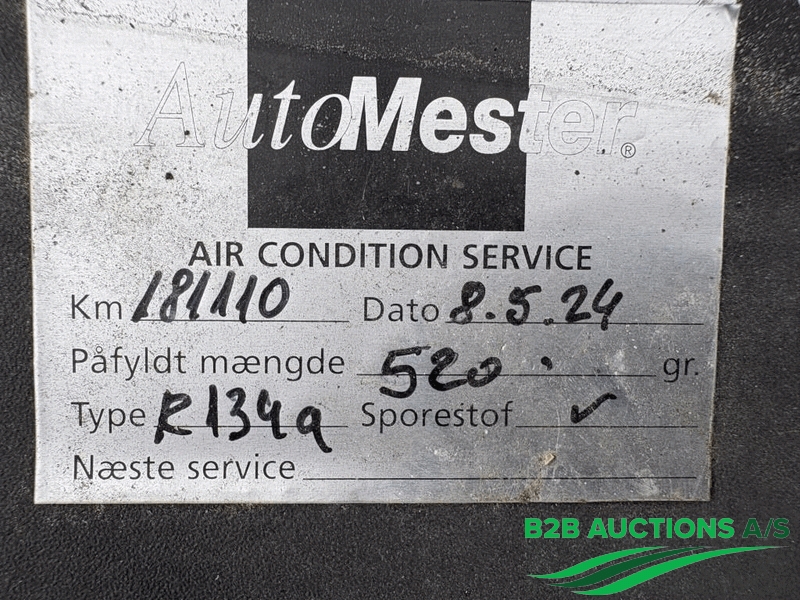 AutoMester®
AIR CONDITION SERVICE
Km 181110 Dato 8.5.24
Påfyldt mængde 520. gr.
Type R134a Sporestof ✓
Næste service
B2B AUCTIONS A/S